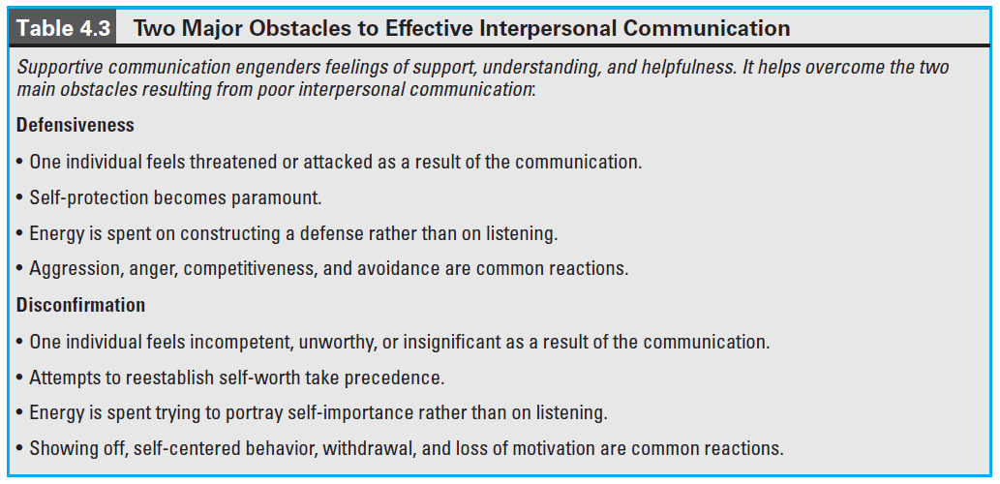 Table 4.3 Two Major Obstacles to Effective Interpersonal Communication
Supportive communication engenders feelings of support, understanding, and helpfulness. It helps overcome the two
main obstacles resulting from poor interpersonal communication:
Defensiveness
• One individual feels threatened or attacked as a result of the communication.
• Self-protection becomes paramount.
• Energy is spent on constructing a defense rather than on listening.
• Aggression, anger, competitiveness, and avoidance are common reactions.
Disconfirmation
• One individual feels incompetent, unworthy, or insignificant as a result of the communication.
• Attempts to reestablish self-worth take precedence.
• Energy is spent trying to portray self-importance rather than on listening.
• Showing off, self-centered behavior, withdrawal, and loss of motivation are common reactions.